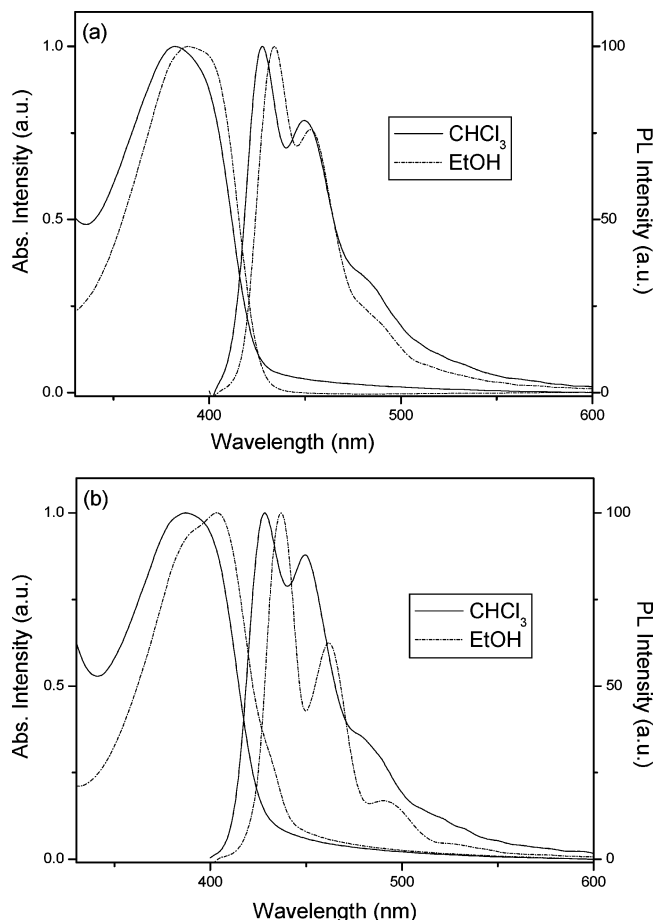 (a)
1.0
0.5
0.0
100
50
0
CHCl₃
EtOH
Abs. Intensity (a.u.)
PL Intensity
(a.u.)
400
500
600
Wavelength (nm)
(b)
1.0
0.5
0.0
100
50
0
CHCl₃
EtOH
Abs. Intensity (a.u.)
PL Intensity
(a.u.)
400
500
600
Wavelength (nm)